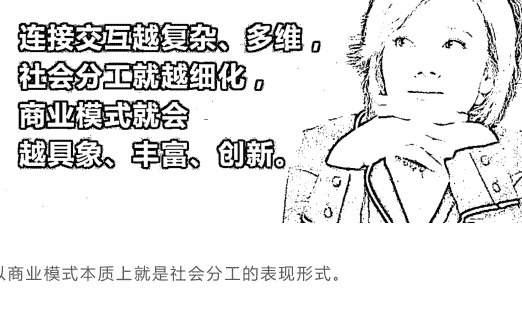 连接交互越复杂、多维，
社会分工就越细化，
商业模式就会
越具象、丰富、创新。
以商业模式本质上就是社会分工的表现形式。